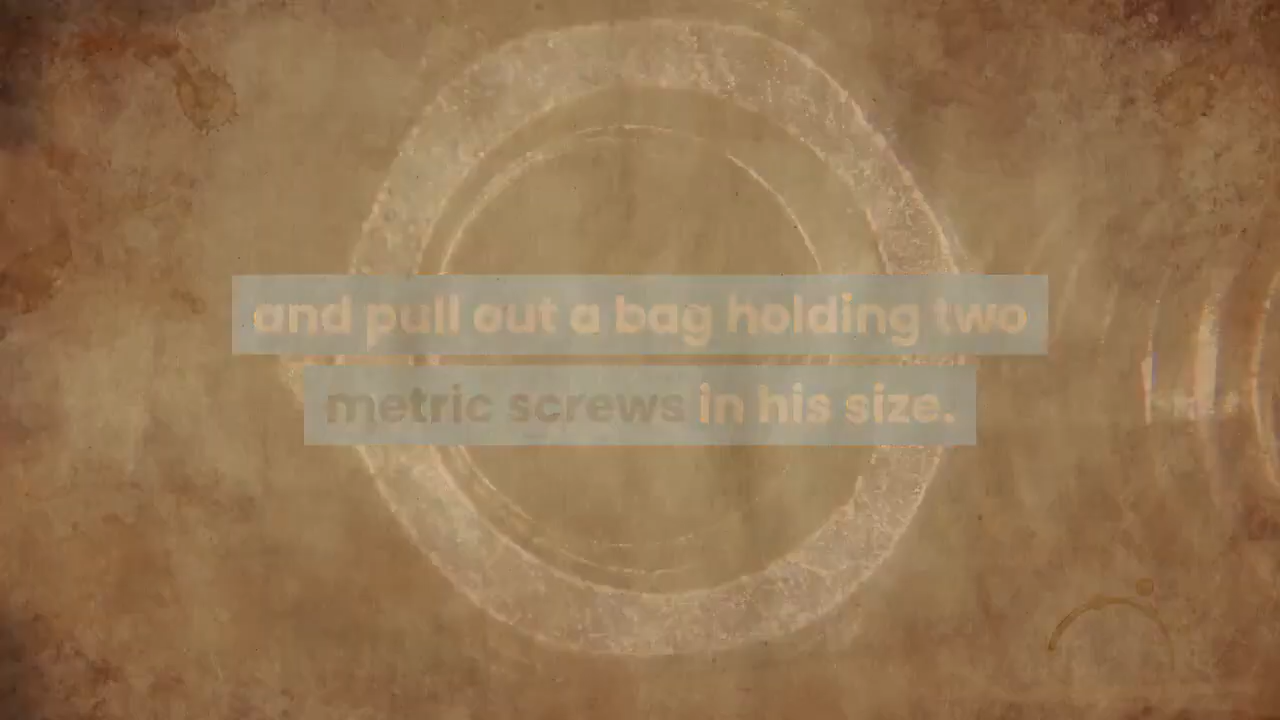 and pull out a bag holding two
metric screws in his size.